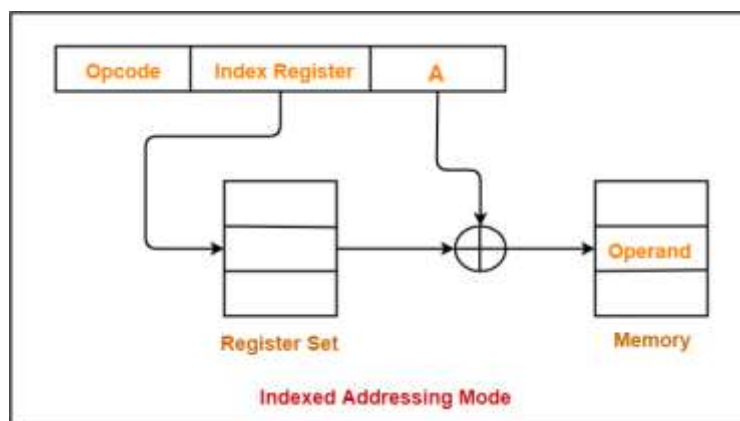 Opcode Index Register A
Operand
Register Set Memory
Indexed Addressing Mode